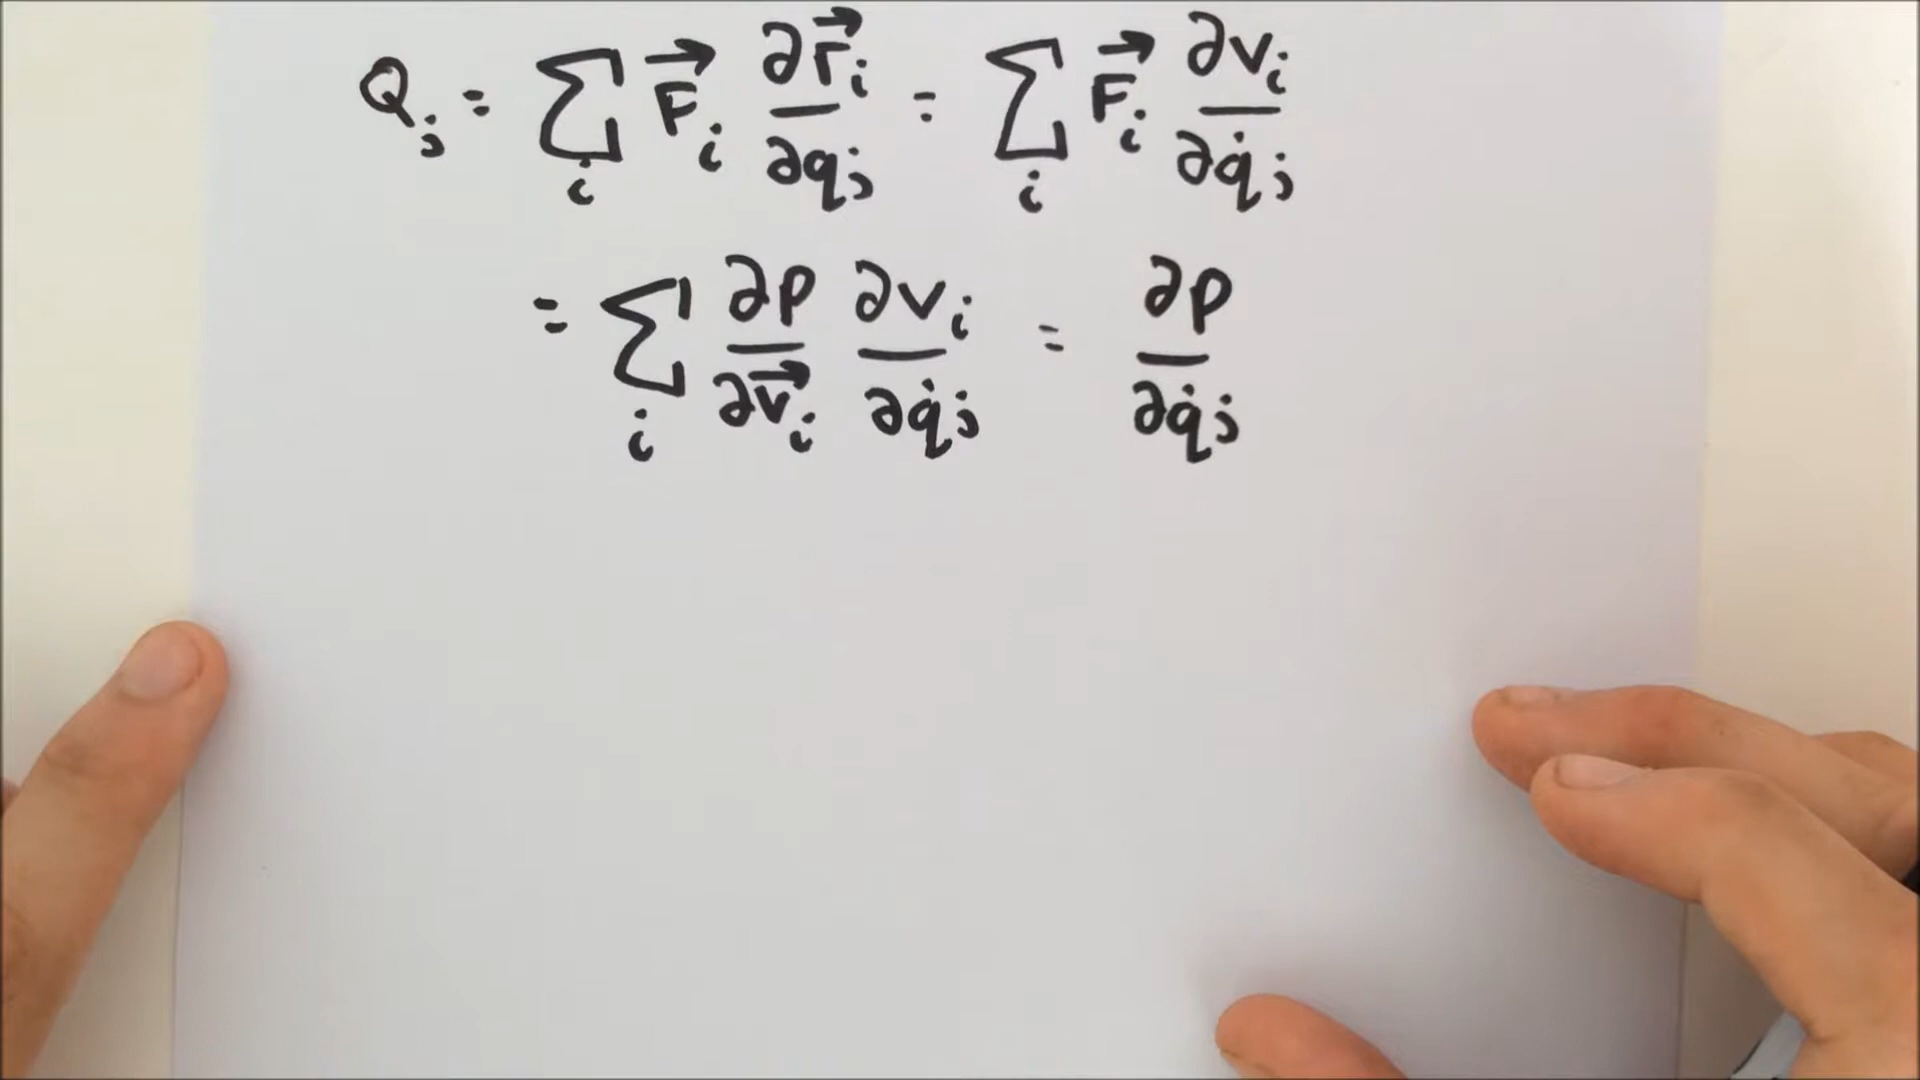 Q_j = ∑_i F⃗_i ∂r⃗_i/∂q_j = ∑_i F⃗_i ∂v_i/∂q̇_j
= ∑_i ∂p/∂v⃗_i ∂v_i/∂q̇_j = ∂p/∂q̇_j